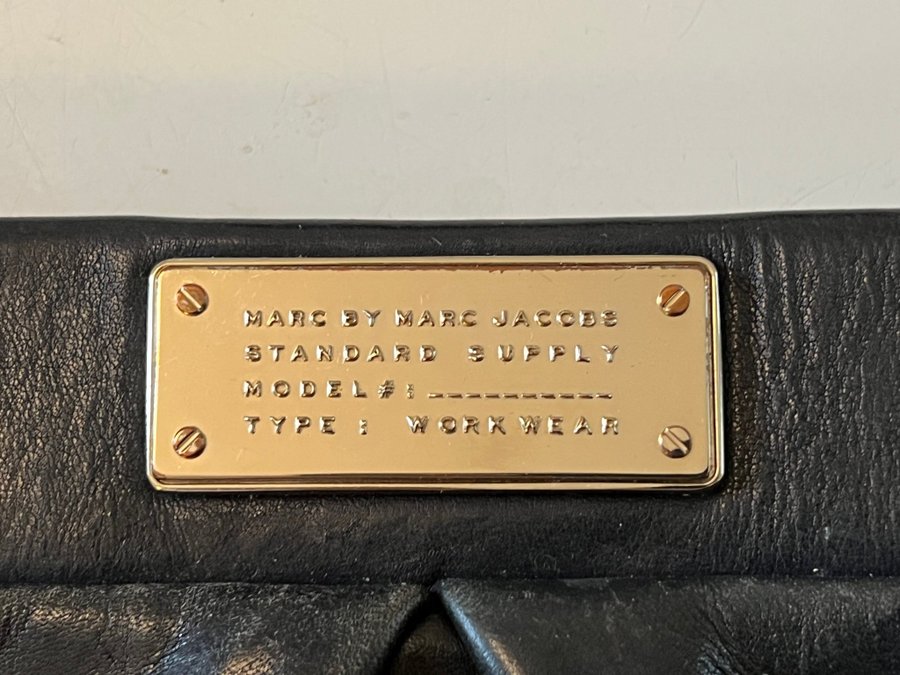 MARC BY MARC JACOBS
STANDARD SUPPLY
MODEL#: __________
TYPE : WORKWEAR